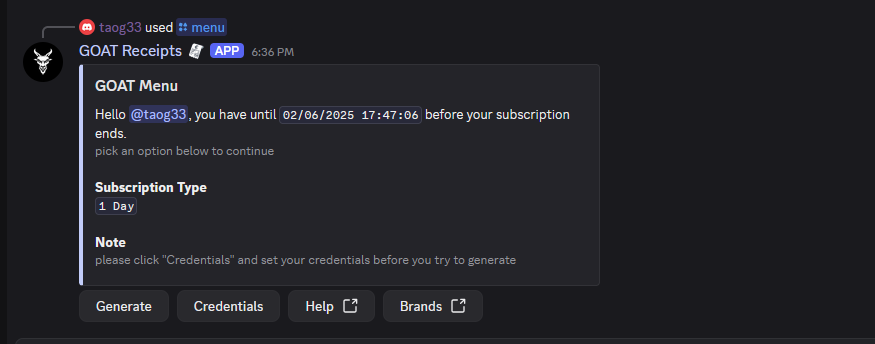 taog33 used menu
GOAT Receipts APP 6:36 PM
GOAT Menu
Hello @taog33, you have until 02/06/2025 17:47:06 before your subscription
ends.
pick an option below to continue
Subscription Type
1 Day
Note
please click "Credentials" and set your credentials before you try to generate
Generate Credentials Help Brands